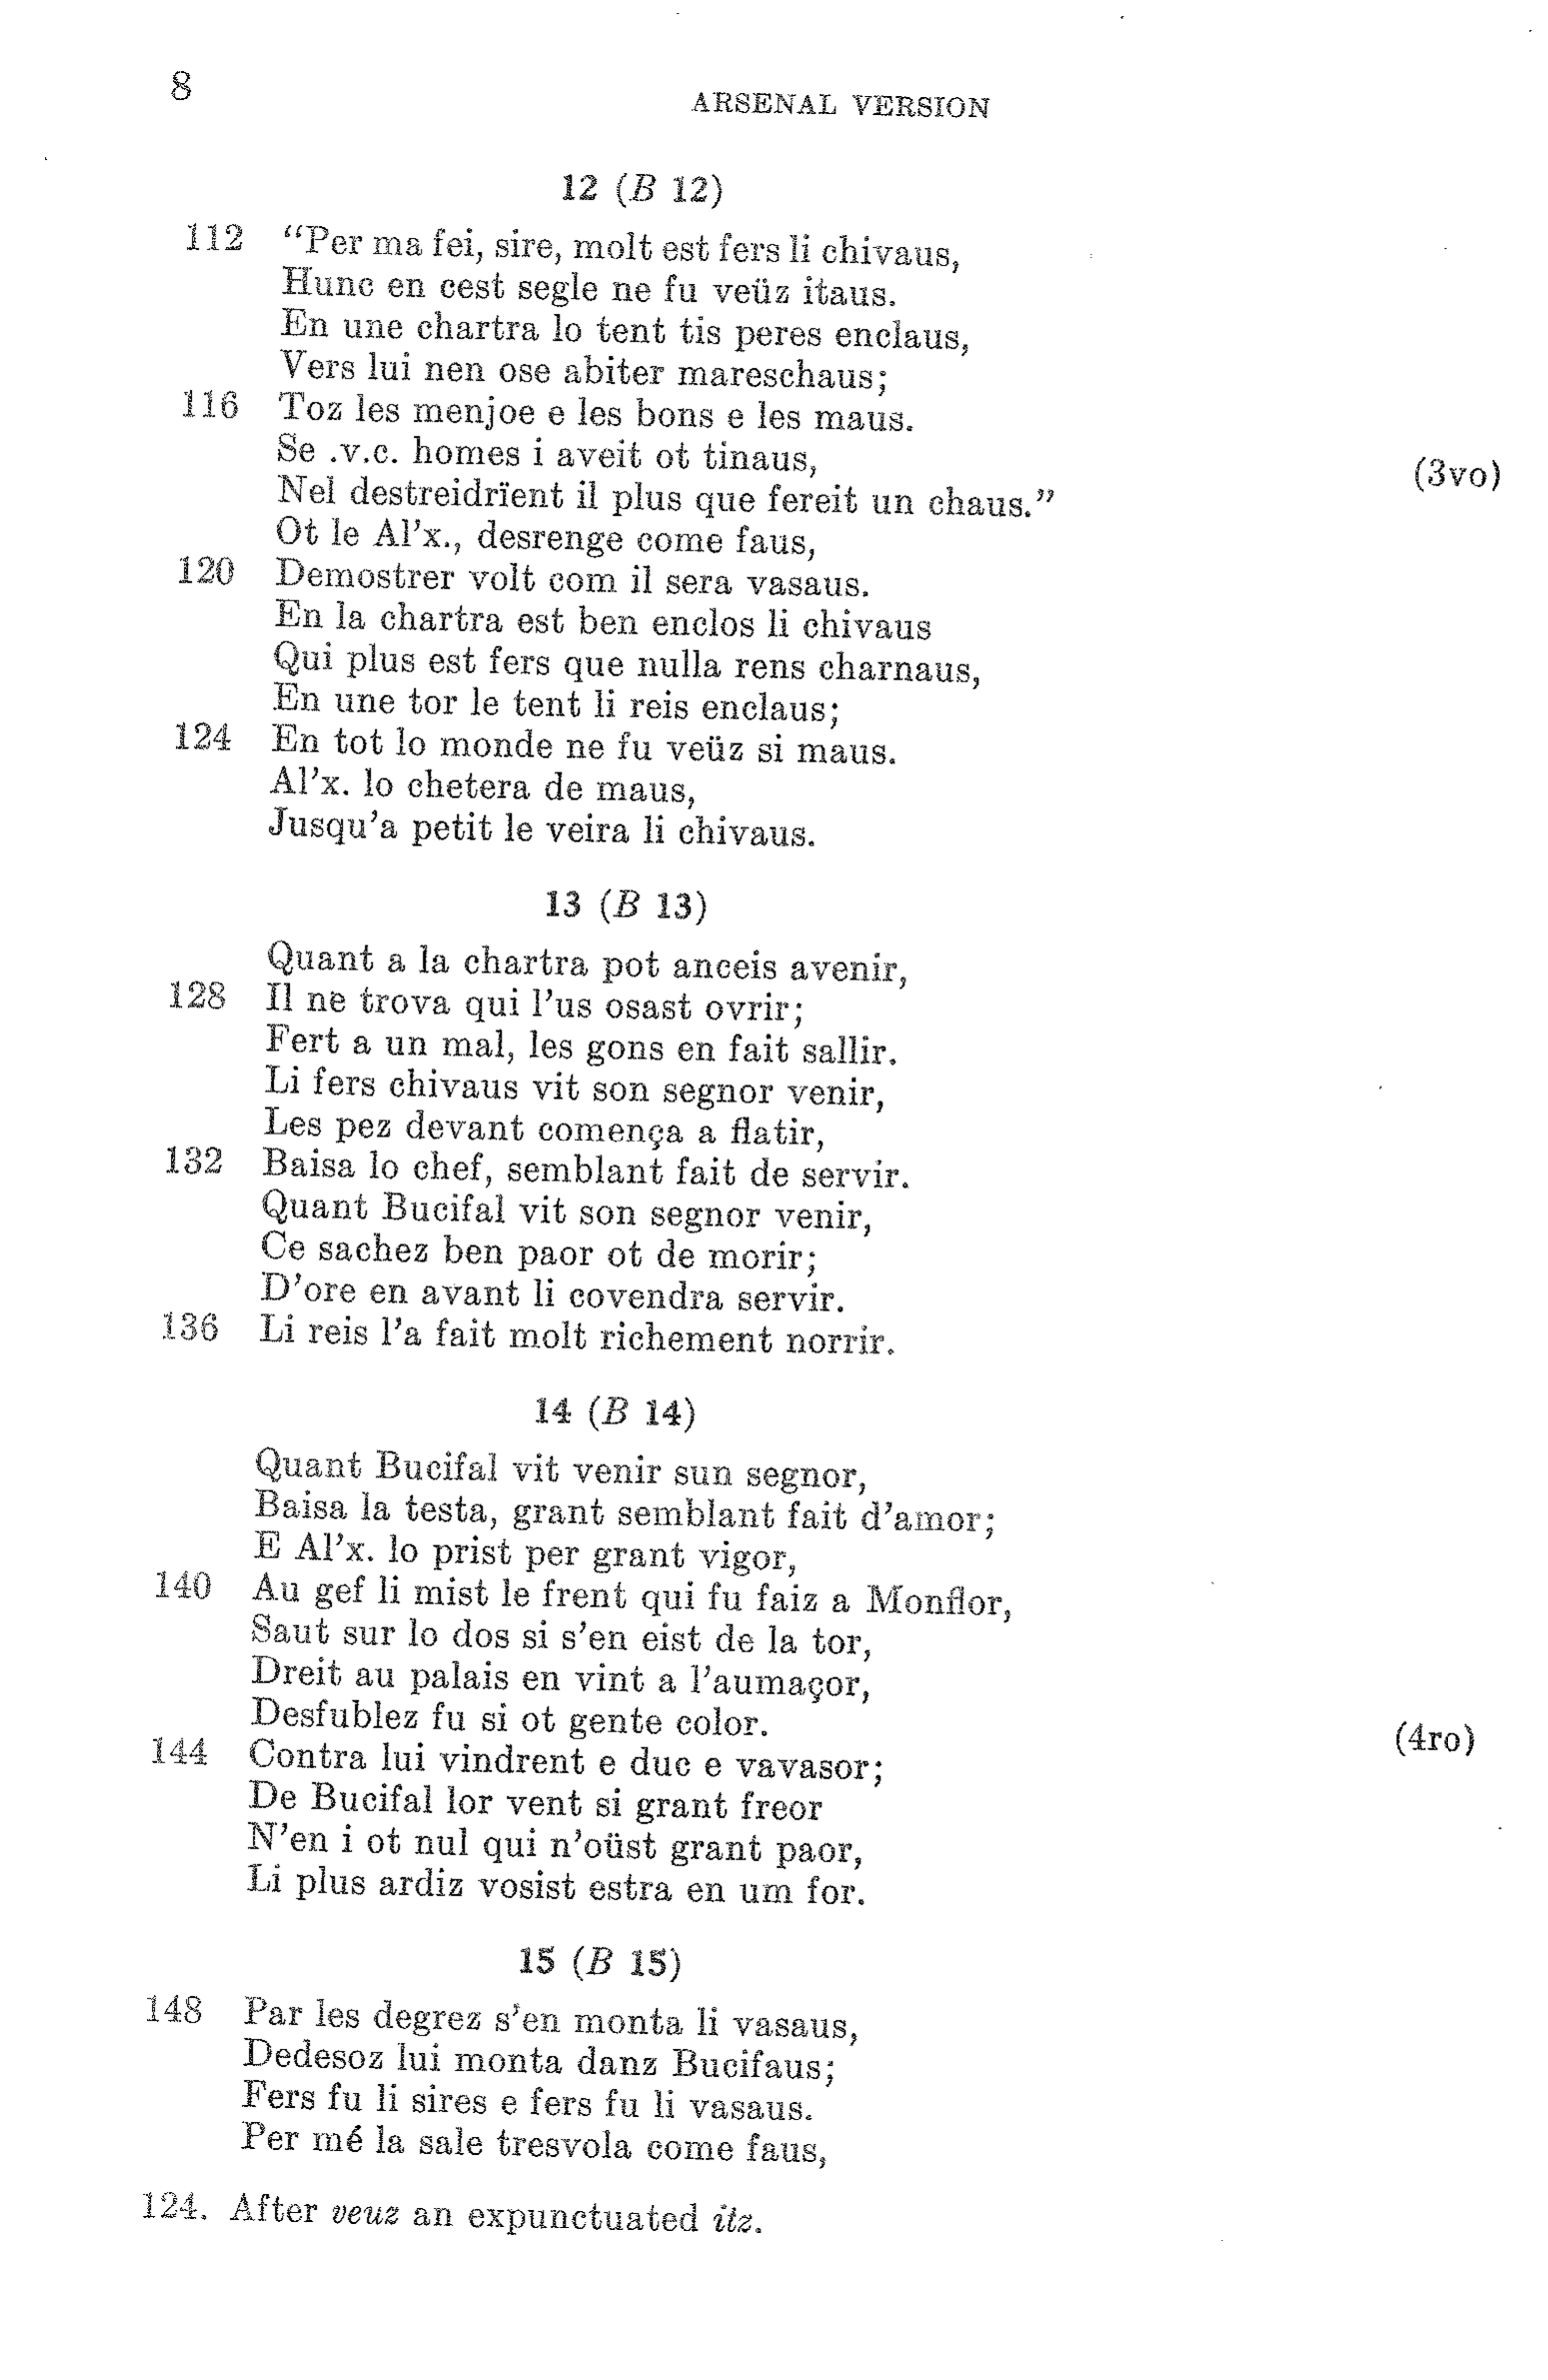 8
ARSENAL VERSION
12 (B 12)
112 “Per ma fei, sire, molt est fers li chivaus,
Hunc en cest segle ne fu veüz itaus.
En une chartra lo tent tis peres enclaus,
Vers lui nen ose abiter mareschaus;
116 Toz les menjoe e les bons e les maus.
Se .v.c. homes i aveit ot tinaus, (3vo)
Nel destreidrïent il plus que fereit un chaus.”
Ot le Al’x., desrenge come faus,
120 Demostrer volt com il sera vasaus.
En la chartra est ben enclos li chivaus
Qui plus est fers que nulla rens charnaus,
En une tor le tent li reis enclaus;
124 En tot lo monde ne fu veüz si maus.
Al’x. lo chetera de maus,
Jusqu’a petit le veira li chivaus.
13 (B 13)
Quant a la chartra pot anceis avenir,
128 Il ne trova qui l’us osast ovrir;
Fert a un mal, les gons en fait sallir.
Li fers chivaus vit son segnor venir,
Les pez devant comença a flatir,
132 Baisa lo chef, semblant fait de servir.
Quant Bucifal vit son segnor venir,
Ce sachez ben paor ot de morir;
D’ore en avant li covendra servir.
136 Li reis l’a fait molt richement norrir.
14 (B 14)
Quant Bucifal vit venir sun segnor,
Baisa la testa, grant semblant fait d’amor;
E Al’x. lo prist per grant vigor,
140 Au gef li mist le frent qui fu faiz a Monflor,
Saut sur lo dos si s’en eist de la tor,
Dreit au palais en vint a l’aumaçor,
Desfublez fu si ot gente color.
144 Contra lui vindrent e duc e vavasor; (4ro)
De Bucifal lor vent si grant freor
N’en i ot nul qui n’oüst grant paor,
Li plus ardiz vosist estra en um for.
15 (B 15)
148 Par les degrez s’en monta li vasaus,
Dedesoz lui monta danz Bucifaus;
Fers fu li sires e fers fu li vasaus.
Per mé la sale tresvola come faus,
124. After veuz an expunctuated itz.